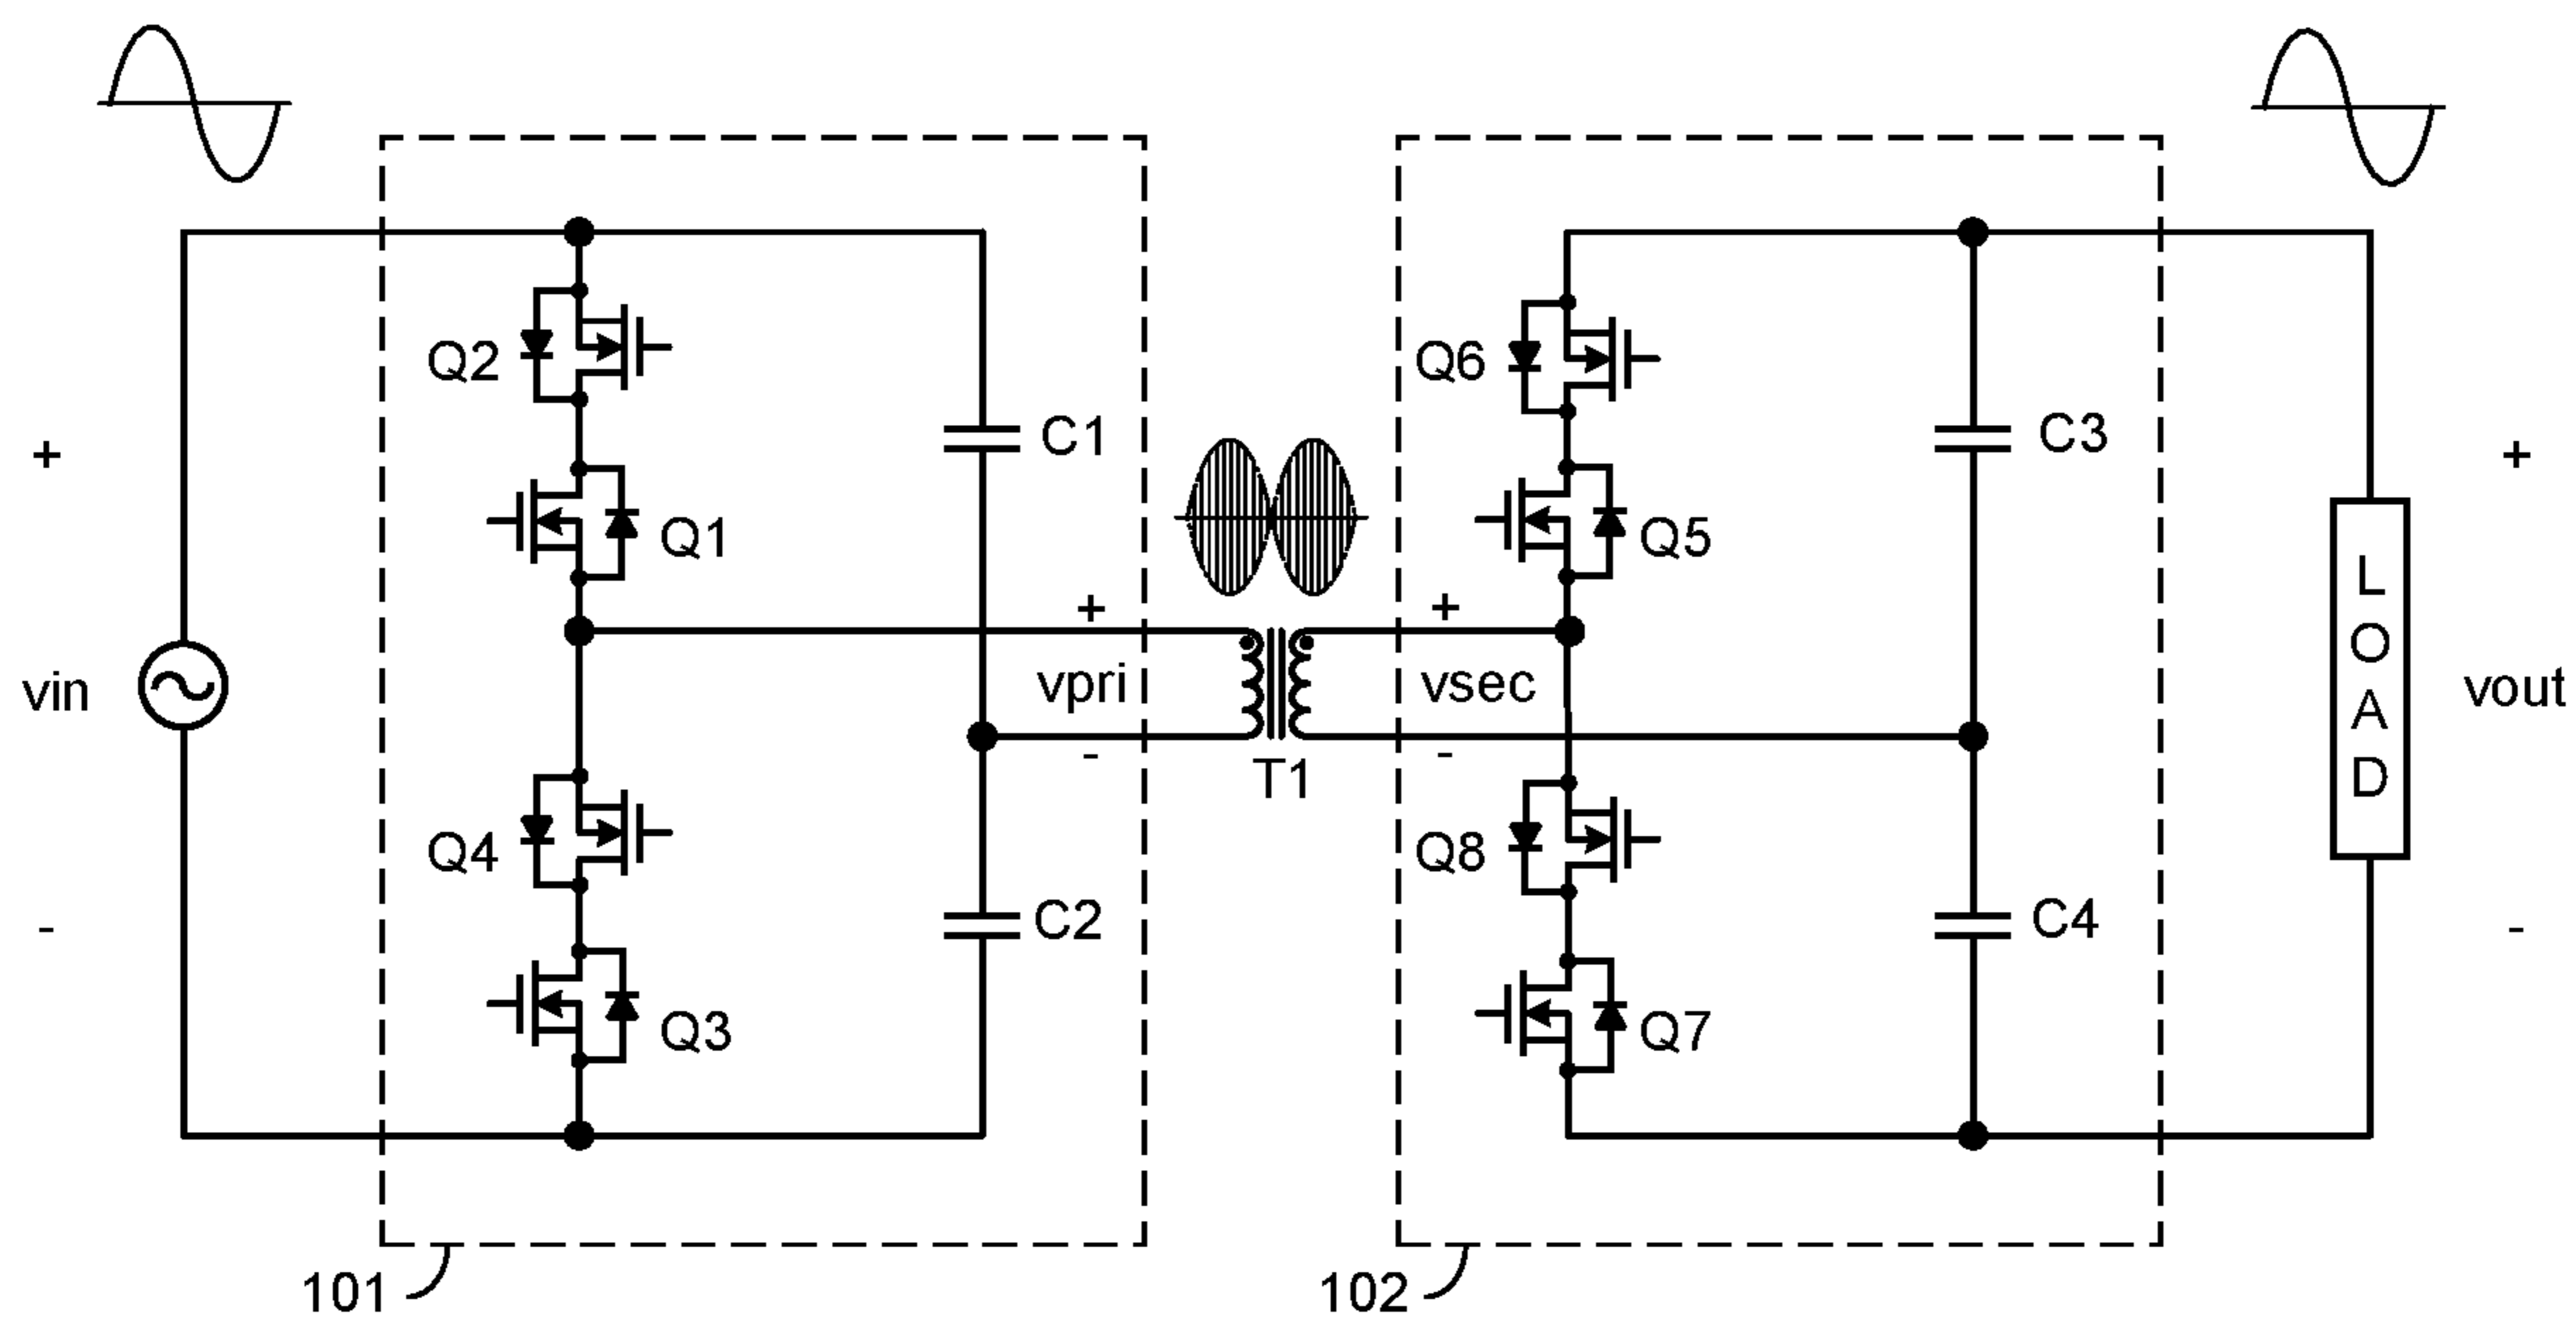 Q2
Q6
+
C1
C3
+
Q1
Q5
+
+
vin
vpri
vsec
vout
L
O
A
D
-
T1
-
Q4
Q8
-
C2
C4
-
Q3
Q7
101
102